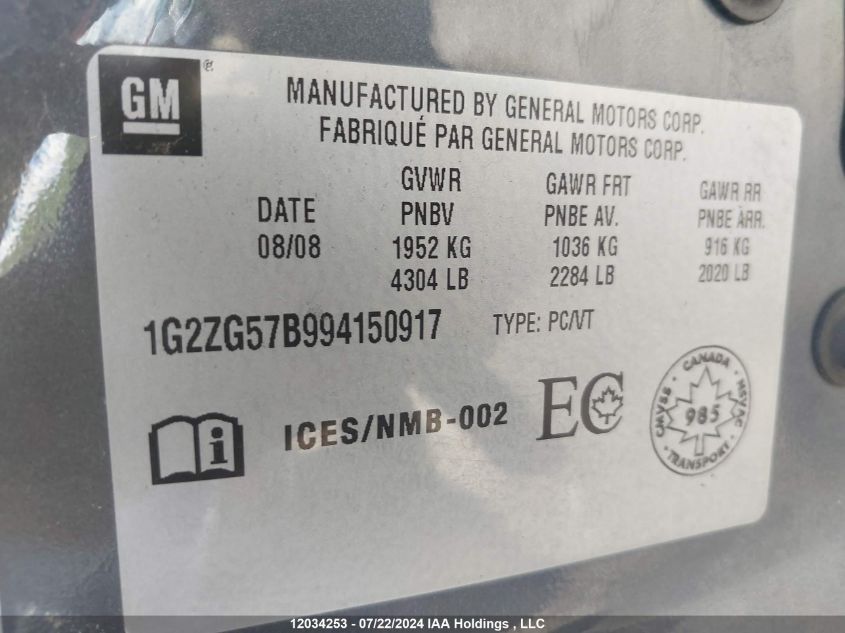 GM ®
MANUFACTURED BY GENERAL MOTORS CORP.
FABRIQUÉ PAR GENERAL MOTORS CORP.
GVWR GAWR FRT GAWR RR
DATE PNBV PNBE AV. PNBE ARR.
08/08 1952 KG 1036 KG 916 KG
4304 LB 2284 LB 2020 LB
1G2ZG57B994150917 TYPE: PC/VT
i ICES/NMB-002 EC
CANADA
CMVSS 985 NSVAC
TRANSPORT
12034253 - 07/22/2024 IAA Holdings , LLC